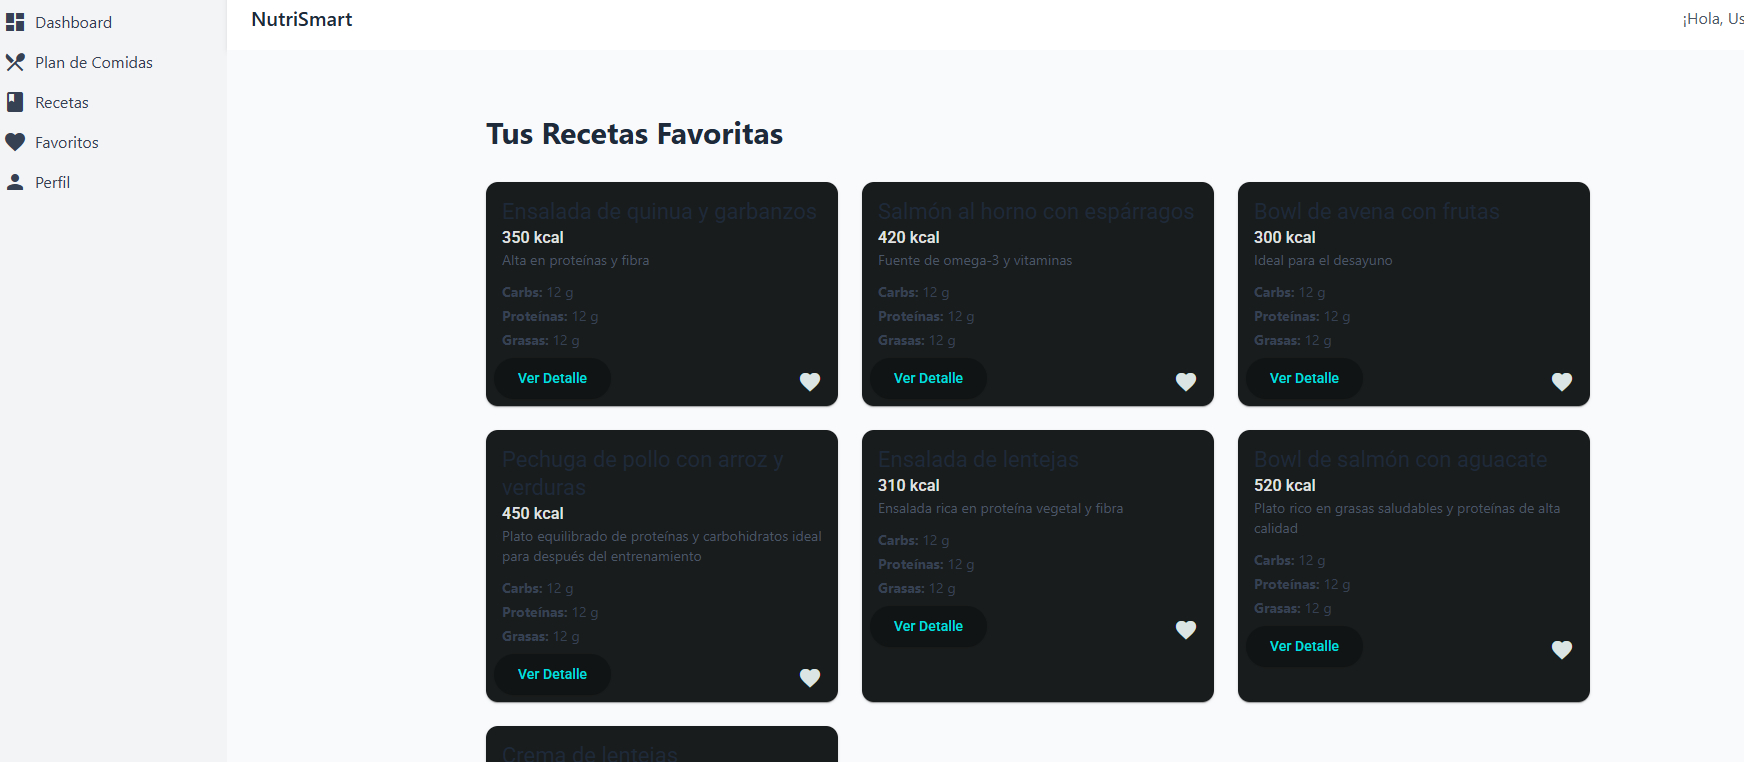 Dashboard
Plan de Comidas
Recetas
Favoritos
Perfil
NutriSmart
¡Hola, Us
Tus Recetas Favoritas
Ensalada de quinua y garbanzos
350 kcal
Alta en proteínas y fibra
Carbs: 12 g
Proteínas: 12 g
Grasas: 12 g
Ver Detalle
Salmón al horno con espárragos
420 kcal
Fuente de omega-3 y vitaminas
Carbs: 12 g
Proteínas: 12 g
Grasas: 12 g
Ver Detalle
Bowl de avena con frutas
300 kcal
Ideal para el desayuno
Carbs: 12 g
Proteínas: 12 g
Grasas: 12 g
Ver Detalle
Pechuga de pollo con arroz y
verduras
450 kcal
Plato equilibrado de proteínas y carbohidratos ideal
para después del entrenamiento
Carbs: 12 g
Proteínas: 12 g
Grasas: 12 g
Ver Detalle
Ensalada de lentejas
310 kcal
Ensalada rica en proteína vegetal y fibra
Carbs: 12 g
Proteínas: 12 g
Grasas: 12 g
Ver Detalle
Bowl de salmón con aguacate
520 kcal
Plato rico en grasas saludables y proteínas de alta
calidad
Carbs: 12 g
Proteínas: 12 g
Grasas: 12 g
Ver Detalle
Crema de lentejas